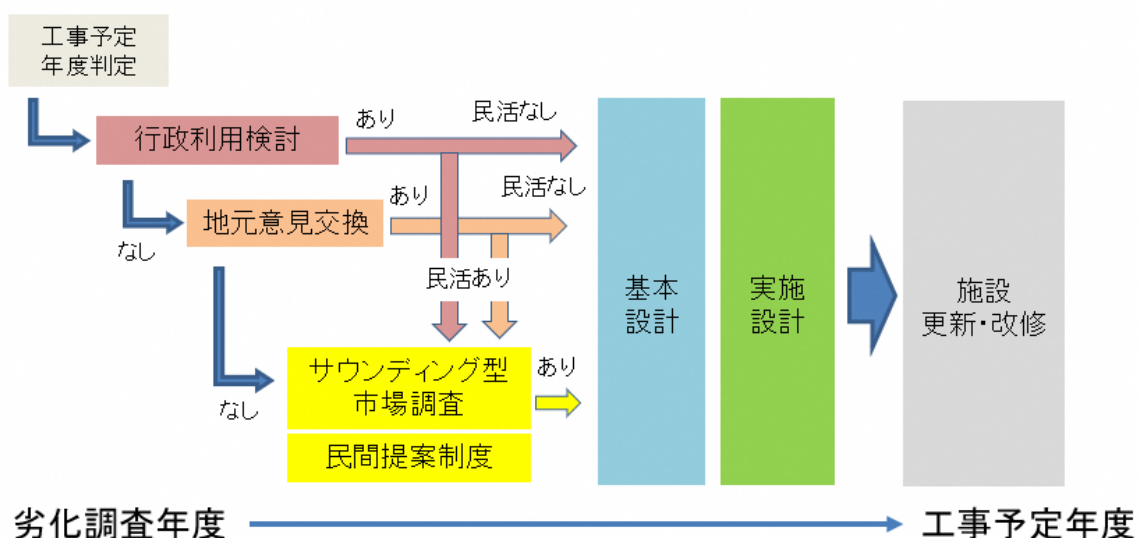 工事予定
年度判定
あり
民活なし
行政利用検討
あり
民活なし
地元意見交換
なし
民活あり
基本
設計
実施
設計
施設
更新・改修
サウンディング型
市場調査
あり
なし
民間提案制度
劣化調査年度
工事予定年度